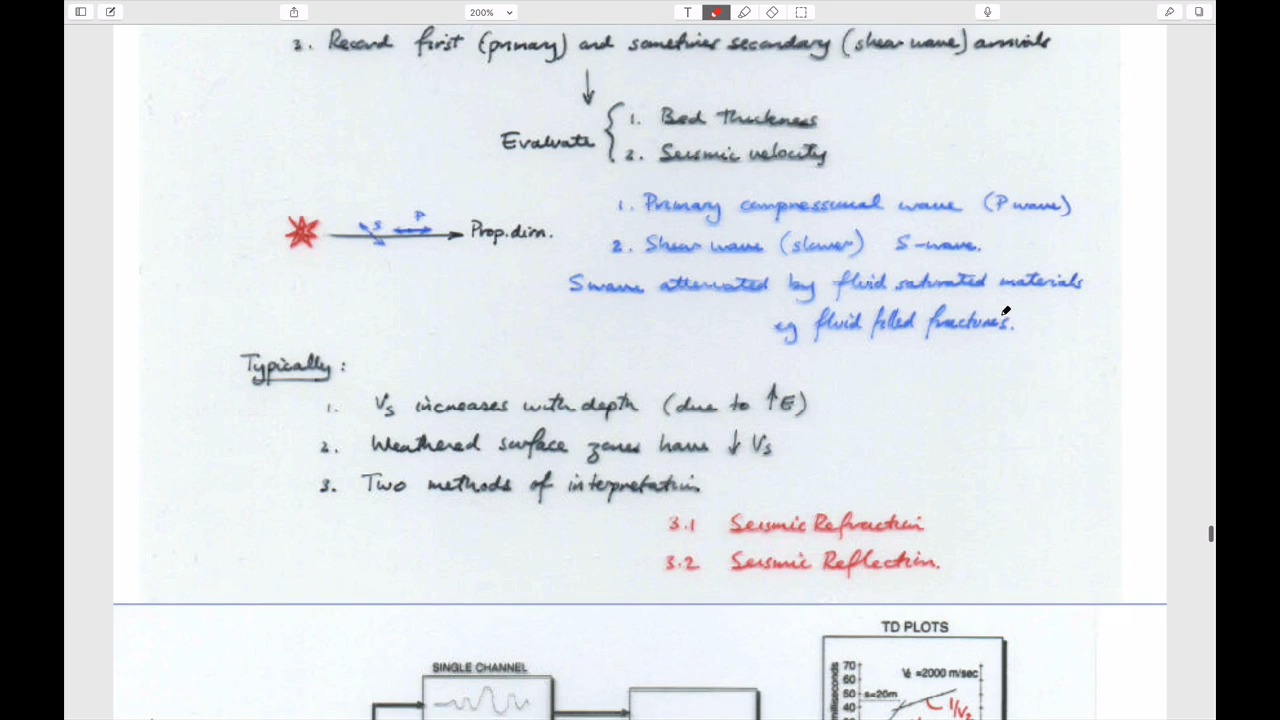 200%
T
3. Record first (primary) and sometimes secondary (shear wave) arrivals
Evaluate
1. Bed thickness
2. Seismic velocity
S
P
Prop. dirn.
1. Primary compressional wave (P wave)
2. Shear wave (slower) S-wave.
S wave attenuated by fluid saturated materials
eg fluid filled fractures.
Typically:
1. Vs increases with depth (due to ↑E)
2. Weathered surface zones have ↓ Vs
3. Two methods of interpretation
3.1 Seismic Refraction
3.2 Seismic Reflection.
TD PLOTS
SINGLE CHANNEL
70
60
50
40
milliseconds
V2 =2000 m/sec
s=20m
1/V2